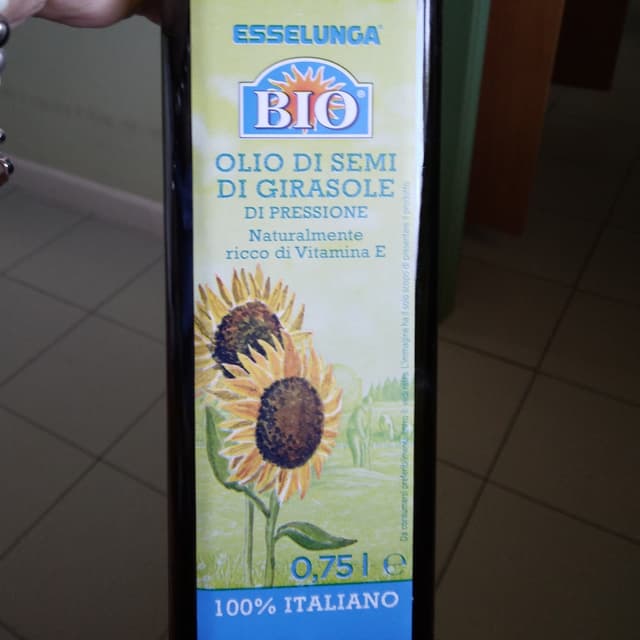 ESSELUNGA®
BIO®
OLIO DI SEMI
DI GIRASOLE
DI PRESSIONE
Naturalmente
ricco di Vitamina E
0,75 l e
100% ITALIANO